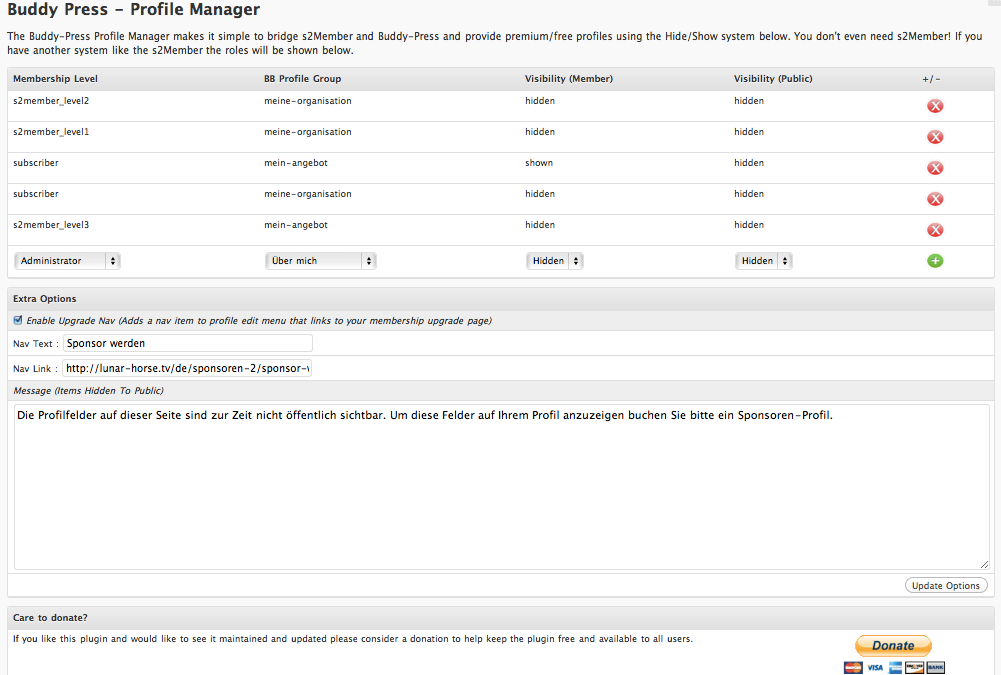 Buddy Press - Profile Manager
The Buddy-Press Profile Manager makes it simple to bridge s2Member and Buddy-Press and provide premium/free profiles using the Hide/Show system below. You don't even need s2Member! If you
have another system like the s2Member the roles will be shown below.
Membership Level BB Profile Group Visibility (Member) Visibility (Public) +/-
s2member_level2 meine-organisation hidden hidden
s2member_level1 meine-organisation hidden hidden
subscriber mein-angebot shown hidden
subscriber meine-organisation hidden hidden
s2member_level3 mein-angebot hidden hidden
Administrator Über mich Hidden Hidden
Extra Options
Enable Upgrade Nav (Adds a nav item to profile edit menu that links to your membership upgrade page)
Nav Text : Sponsor werden
Nav Link : http://lunar-horse.tv/de/sponsoren-2/sponsor-
Message (Items Hidden To Public)
Die Profilfelder auf dieser Seite sind zur Zeit nicht öffentlich sichtbar. Um diese Felder auf Ihrem Profil anzuzeigen buchen Sie bitte ein Sponsoren-Profil.
Update Options
Care to donate?
If you like this plugin and would like to see it maintained and updated please consider a donation to help keep the plugin free and available to all users.
Donate
VISA BANK